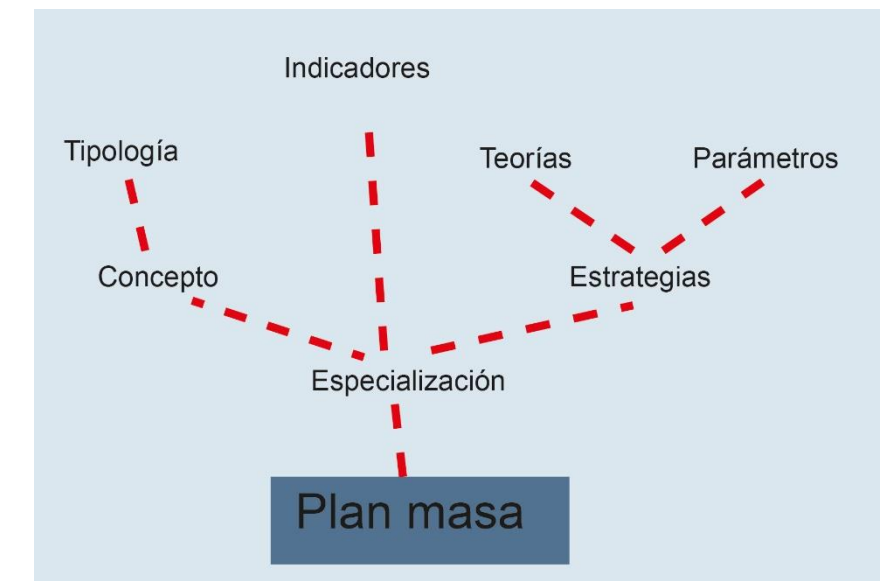 Indicadores
Tipología
Teorías
Parámetros
Concepto
Estrategias
Especialización
Plan masa